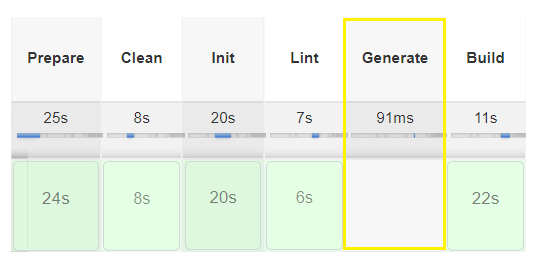 Prepare Clean Init Lint Generate Build
25s 8s 20s 7s 91ms 11s
24s 8s 20s 6s 22s